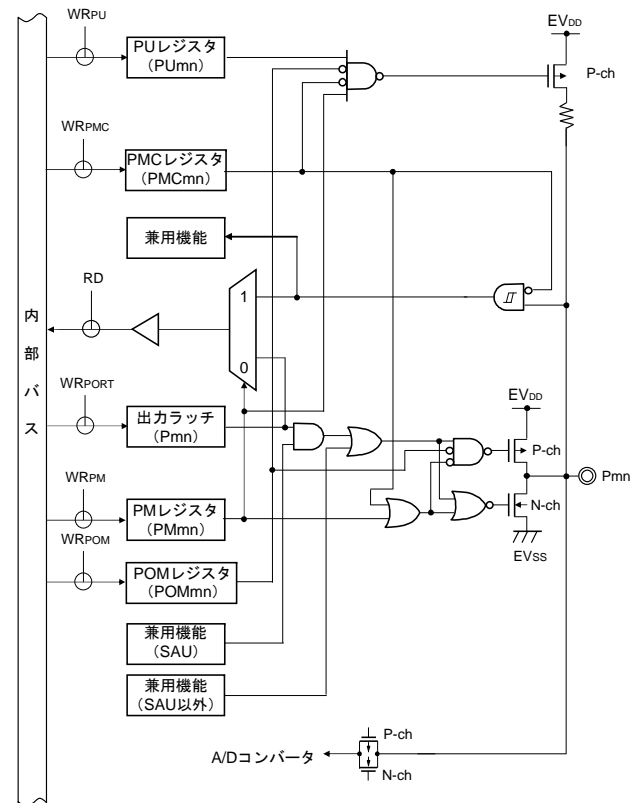 WRPU
PUレジスタ
(PUmn)
EVDD
P-ch
WRPMC
PMCレジスタ
(PMCmn)
兼用機能
RD
1
0
内部バス
WRPORT
出力ラッチ
(Pmn)
EVDD
P-ch
Pmn
N-ch
EVSS
WRPM
PMレジスタ
(PMmn)
WRPOM
POMレジスタ
(POMmn)
兼用機能
(SAU)
兼用機能
(SAU以外)
P-ch
A/Dコンバータ
N-ch